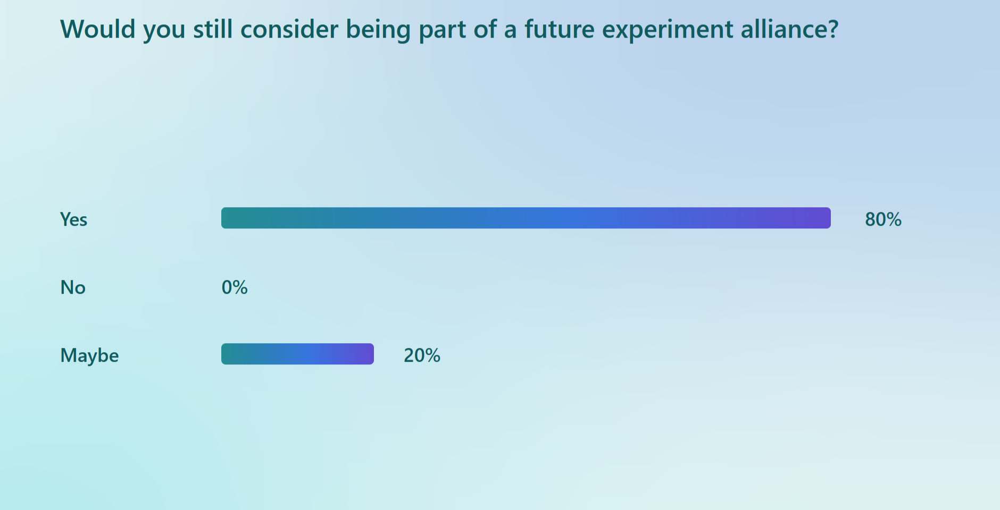 Would you still consider being part of a future experiment alliance?
Yes 80%
No 0%
Maybe 20%